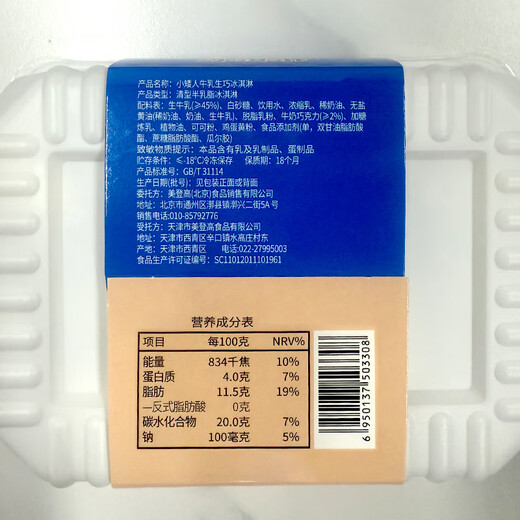 产品名称：小矮人牛乳生巧冰淇淋
产品类型：清型半乳脂冰淇淋
配料表：生牛乳(≥45%)、白砂糖、饮用水、浓缩乳、稀奶油、无盐
黄油(稀奶油、奶油、生牛乳)、脱脂乳粉、牛奶巧克力(≥2%)、加糖
炼乳、植物油、可可粉、鸡蛋黄粉、食品添加剂(单，双甘油脂肪酸
酯、蔗糖脂肪酸酯、瓜尔胶)
致敏物质提示：本品含有乳及乳制品、蛋制品
贮存条件：≤-18℃冷冻保存 保质期：18个月
产品标准号：GB/T 31114
生产日期(批号)：见包装正面或背面
委托方：美登高(北京)食品销售有限公司
地址：北京市通州区漷县镇漷兴二街5A号
销售电话:010-85792776
受托方：天津市美登高食品有限公司
地址：天津市西青区辛口镇水高庄村东
产地：天津市西青区 电话：022-27995003
食品生产许可证编号：SC11012011101961
营养成分表
项目 每100克 NRV%
能量 834千焦 10%
蛋白质 4.0克 7%
脂肪 11.5克 19%
—反式脂肪酸 0克
碳水化合物 20.0克 7%
钠 100毫克 5%
6 950137 503308